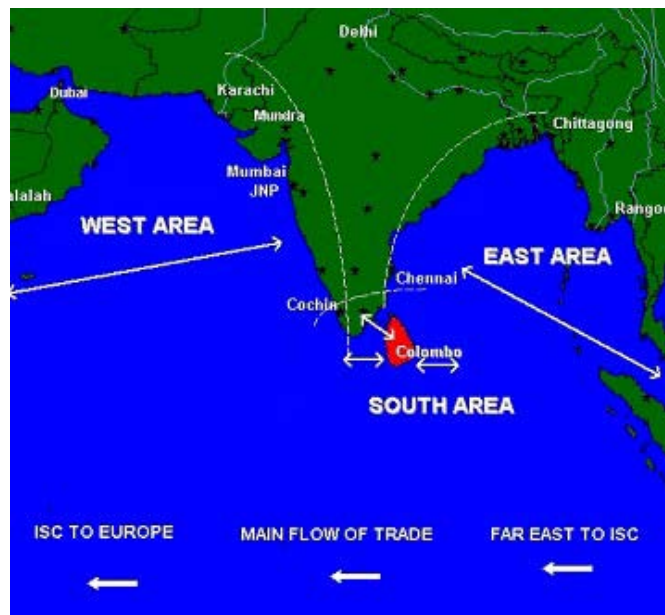 Delhi
Karachi
Dubai
Mundra
Chittagong
Mumbai
JNP
alalah
Rangoo
WEST AREA
EAST AREA
Chennai
Cochin
Colombo
SOUTH AREA
ISC TO EUROPE
MAIN FLOW OF TRADE
FAR EAST TO ISC